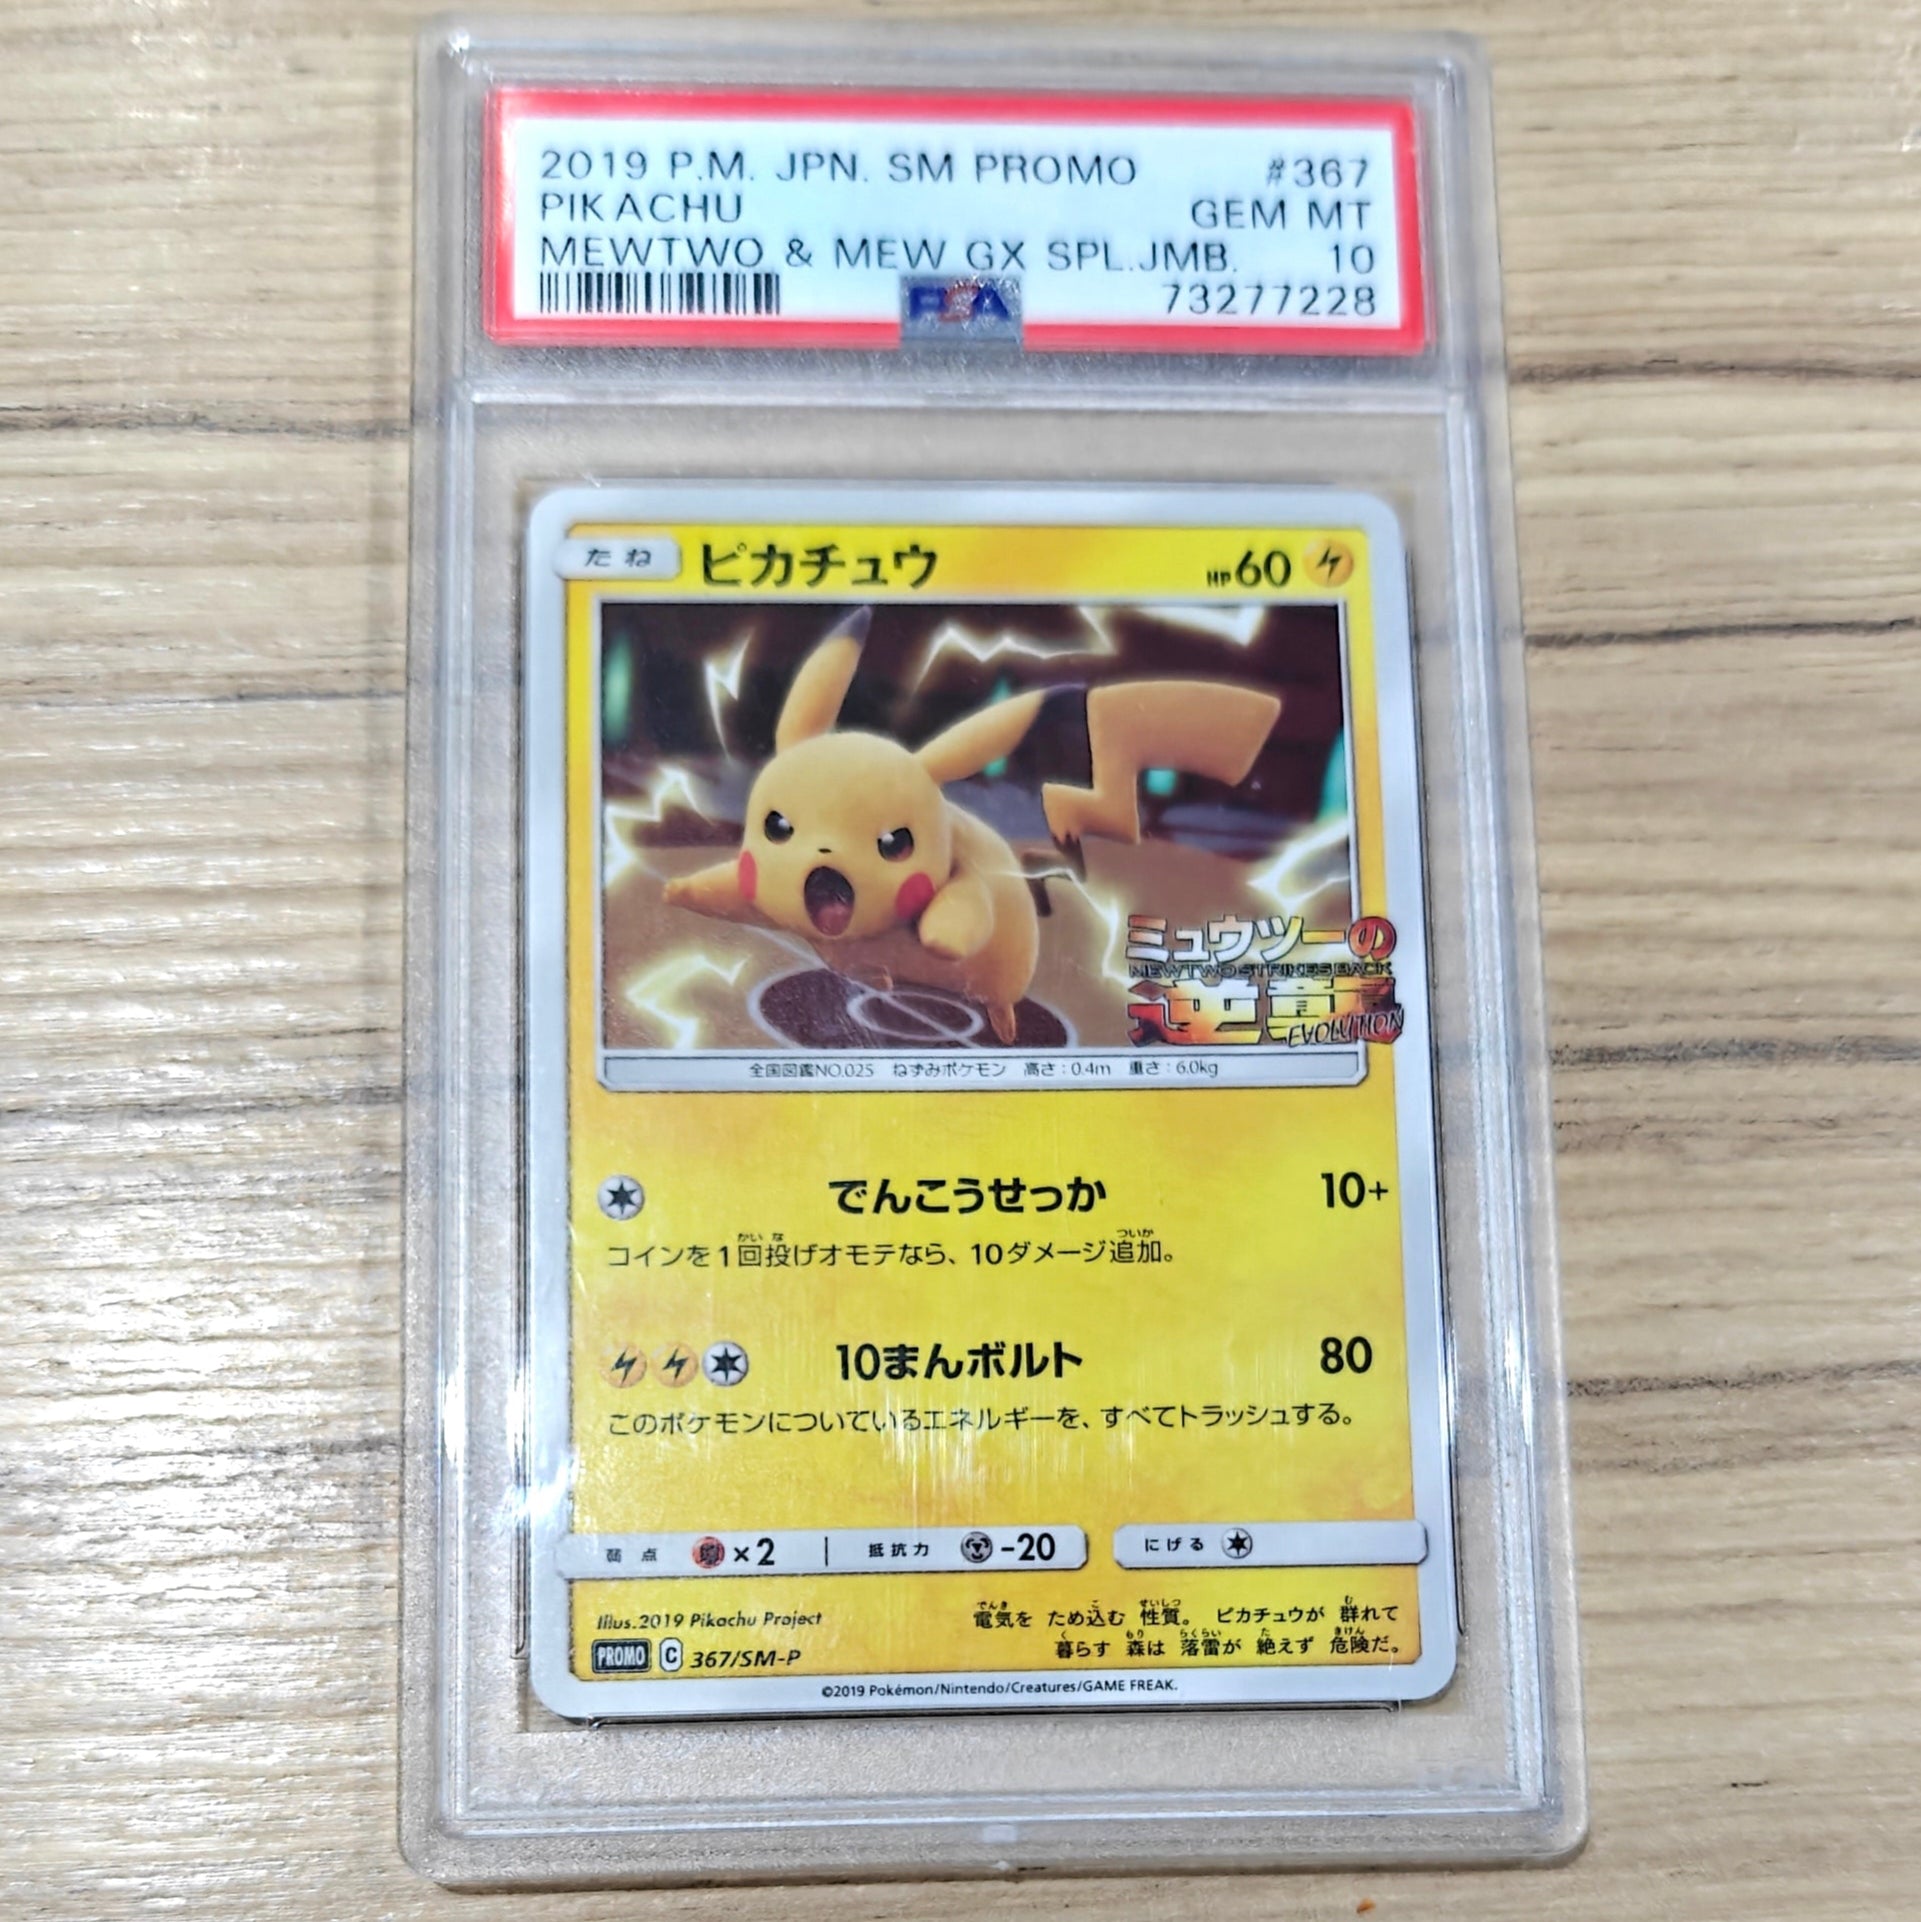 2019 P.M. JPN. SM PROMO #367
PIKACHU GEM MT
MEWTWO & MEW GX SPL.JMB. 10
PSA 73277228
たね ピカチュウ HP60
ミュウツーの
MEWTWO STRIKES BACK
逆襲
EVOLUTION
全国図鑑NO.025 ねずみポケモン 高さ:0.4m 重さ:6.0kg
でんこうせっか 10+
コインを1回投げオモテなら、10ダメージ追加。
10まんボルト 80
このポケモンについているエネルギーを、すべてトラッシュする。
弱点 ×2 抵抗力 -20 にげる
Illus.2019 Pikachu Project
電気を ため込む 性質。 ピカチュウが 群れて
暮らす 森は 落雷が 絶えず 危険だ。
PROMO C 367/SM-P
©2019 Pokémon/Nintendo/Creatures/GAME FREAK.